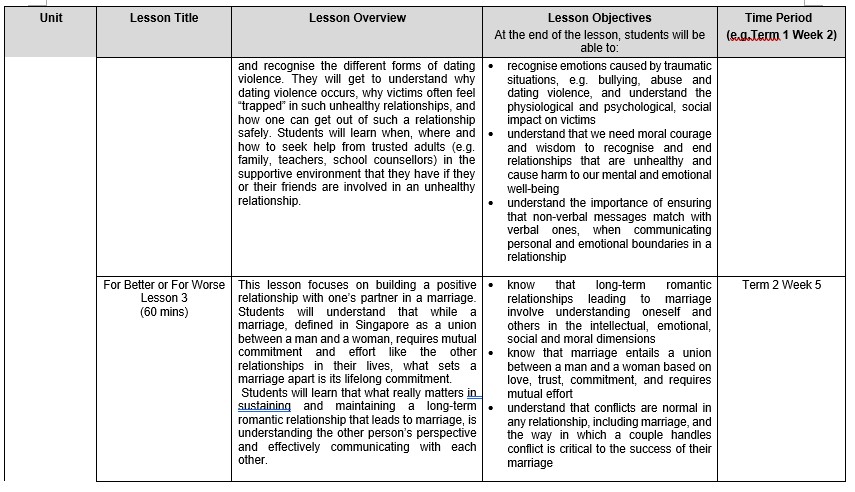 Unit
Lesson Title
Lesson Overview
Lesson Objectives
At the end of the lesson, students will be
able to:
Time Period
(e.g.Term 1 Week 2)
and recognise the different forms of dating
violence. They will get to understand why
dating violence occurs, why victims often feel
“trapped” in such unhealthy relationships, and
how one can get out of such a relationship
safely. Students will learn when, where and
how to seek help from trusted adults (e.g.
family, teachers, school counsellors) in the
supportive environment that they have if they
or their friends are involved in an unhealthy
relationship.
• recognise emotions caused by traumatic
situations, e.g. bullying, abuse and
dating violence, and understand the
physiological and psychological, social
impact on victims
• understand that we need moral courage
and wisdom to recognise and end
relationships that are unhealthy and
cause harm to our mental and emotional
well-being
• understand the importance of ensuring
that non-verbal messages match with
verbal ones, when communicating
personal and emotional boundaries in a
relationship
For Better or For Worse
Lesson 3
(60 mins)
This lesson focuses on building a positive
relationship with one’s partner in a marriage.
Students will understand that while a
marriage, defined in Singapore as a union
between a man and a woman, requires mutual
commitment and effort like the other
relationships in their lives, what sets a
marriage apart is its lifelong commitment.
Students will learn that what really matters in
sustaining and maintaining a long-term
romantic relationship that leads to marriage, is
understanding the other person’s perspective
and effectively communicating with each
other.
• know that long-term romantic
relationships leading to marriage
involve understanding oneself and
others in the intellectual, emotional,
social and moral dimensions
• know that marriage entails a union
between a man and a woman based on
love, trust, commitment, and requires
mutual effort
• understand that conflicts are normal in
any relationship, including marriage, and
the way in which a couple handles
conflict is critical to the success of their
marriage
Term 2 Week 5